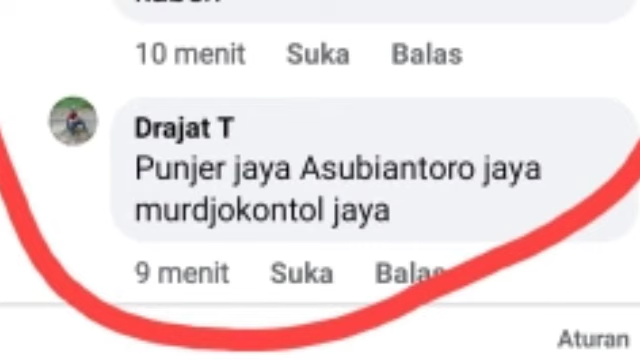 10 menit Suka Balas
Drajat T
Punjer jaya Asubiantoro jaya
murdjokontol jaya
9 menit Suka Balas
Aturan